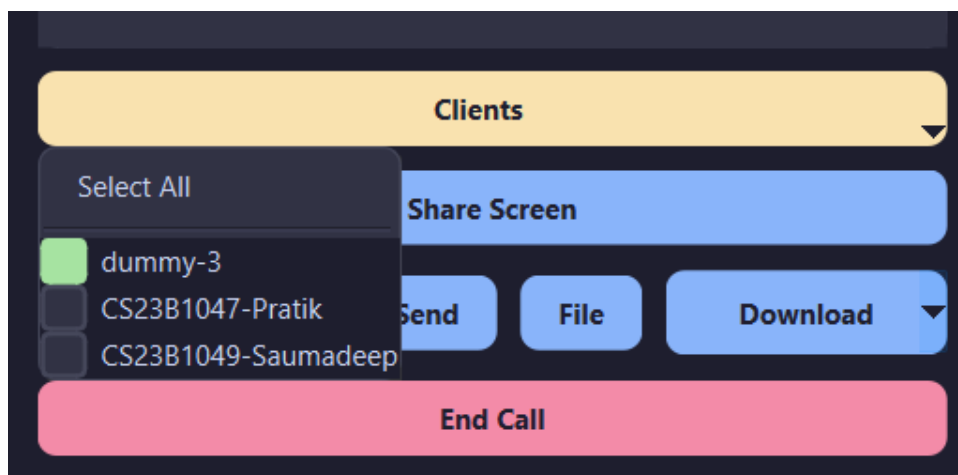 Clients
Select All
Share Screen
dummy-3
CS23B1047-Pratik
Send File Download
CS23B1049-Saumadeep
End Call